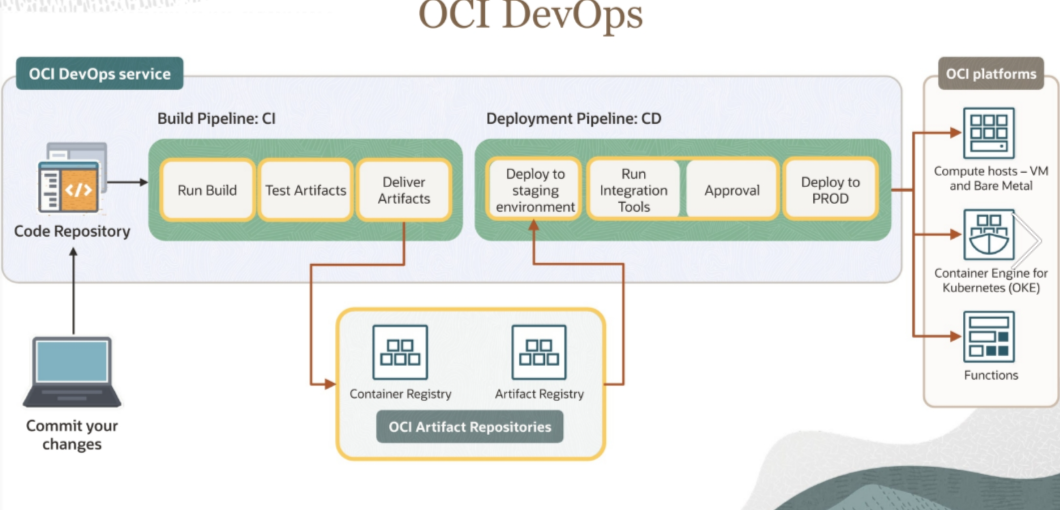 OCI DevOps
OCI DevOps service
OCI platforms
Build Pipeline: CI
Deployment Pipeline: CD
Run Build
Test Artifacts
Deliver
Artifacts
Deploy to
staging
environment
Run
Integration
Tools
Approval
Deploy to
PROD
Code Repository
Compute hosts – VM
and Bare Metal
Container Engine for
Kubernetes (OKE)
Functions
Container Registry
Artifact Registry
OCI Artifact Repositories
Commit your
changes